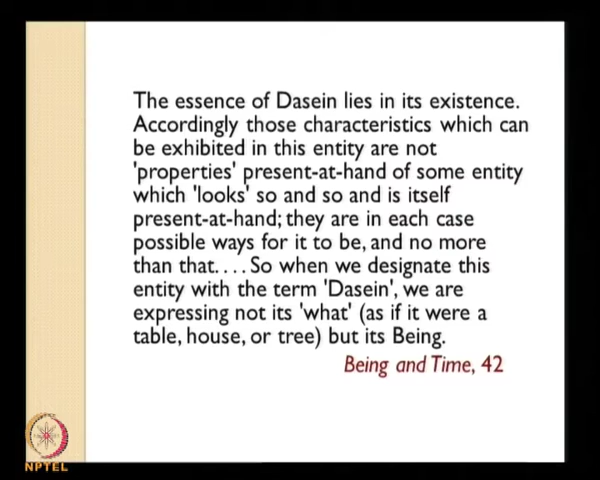 The essence of Dasein lies in its existence.
Accordingly those characteristics which can
be exhibited in this entity are not
'properties' present-at-hand of some entity
which 'looks' so and so and is itself
present-at-hand; they are in each case
possible ways for it to be, and no more
than that. . . . So when we designate this
entity with the term 'Dasein', we are
expressing not its 'what' (as if it were a
table, house, or tree) but its Being.
Being and Time, 42
NPTEL